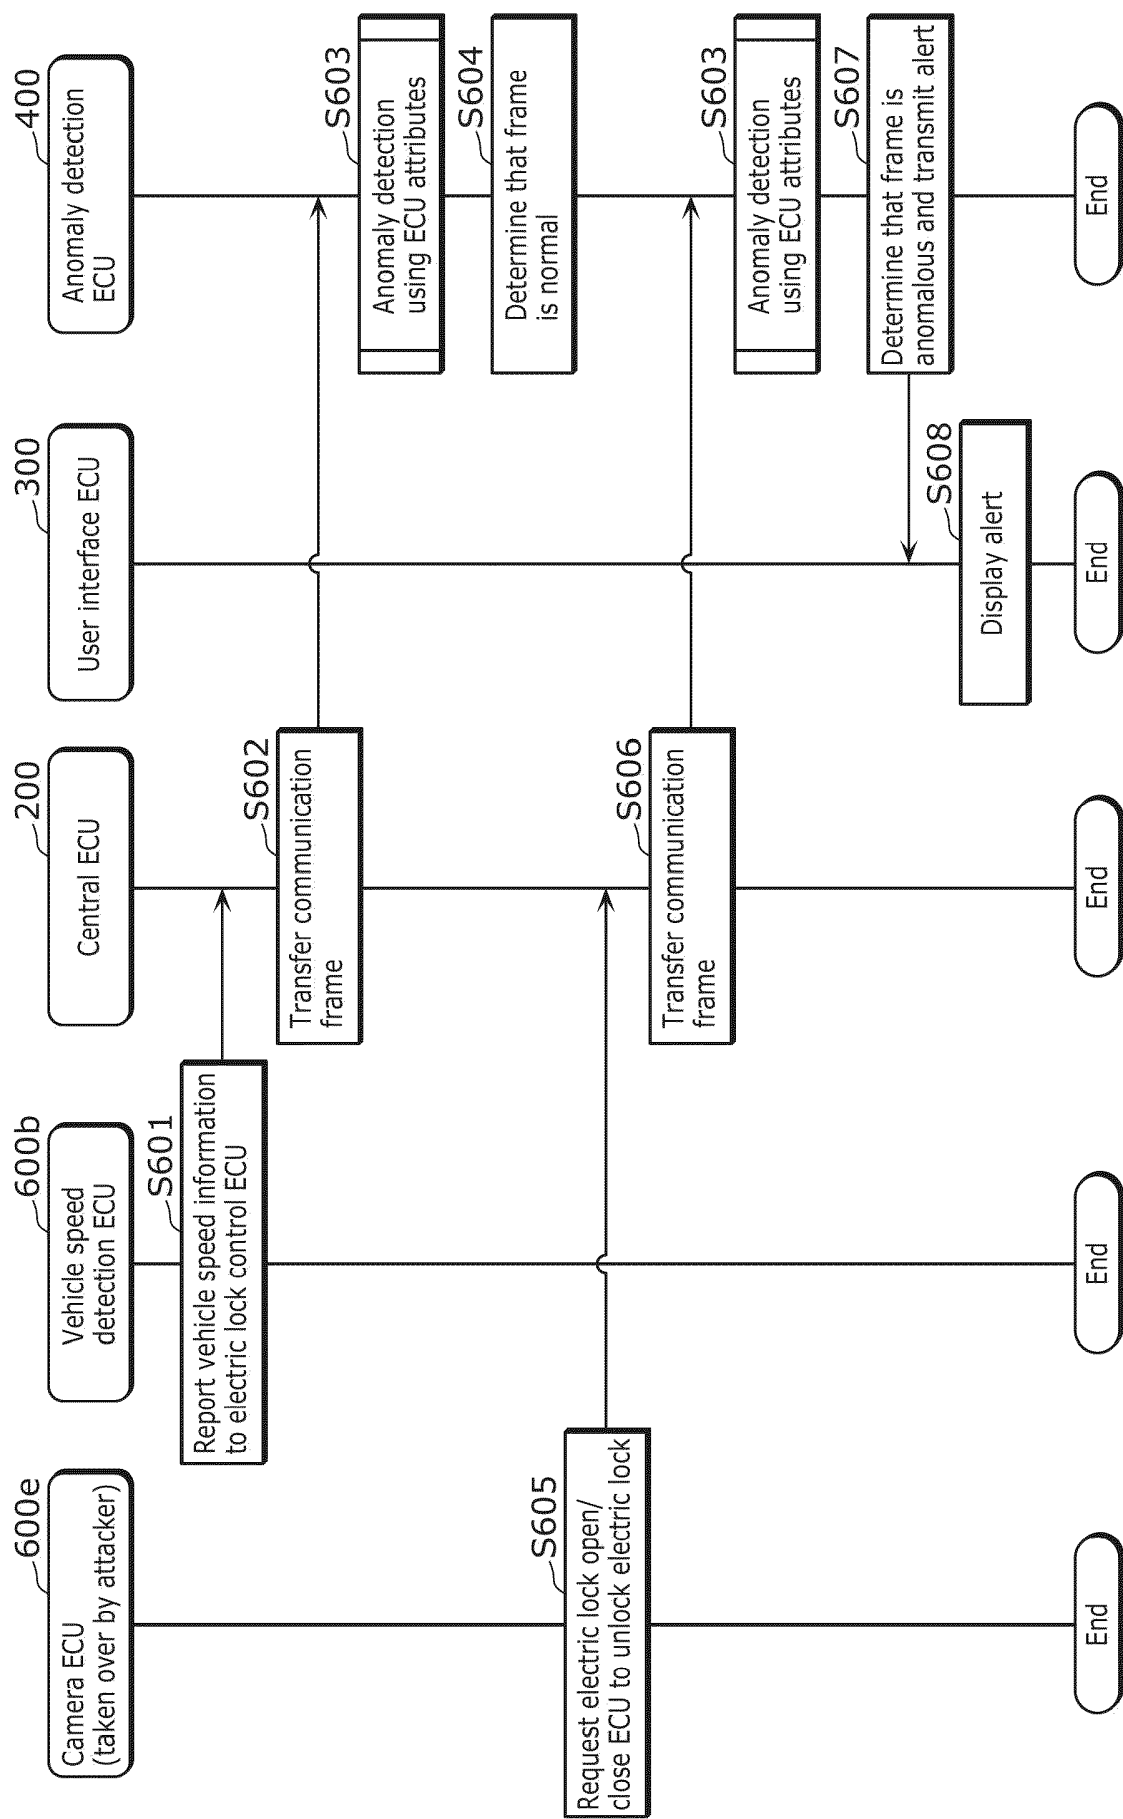 600e
Camera ECU
(taken over by attacker)
600b
Vehicle speed
detection ECU
200
Central ECU
300
User interface ECU
400
Anomaly detection
ECU
S601
Report vehicle speed information
to electric lock control ECU
S602
Transfer communication
frame
S603
Anomaly detection
using ECU attributes
S604
Determine that frame
is normal
S605
Request electric lock open/
close ECU to unlock electric lock
S606
Transfer communication
frame
S603
Anomaly detection
using ECU attributes
S607
Determine that frame is
anomalous and transmit alert
S608
Display alert
End
End
End
End
End